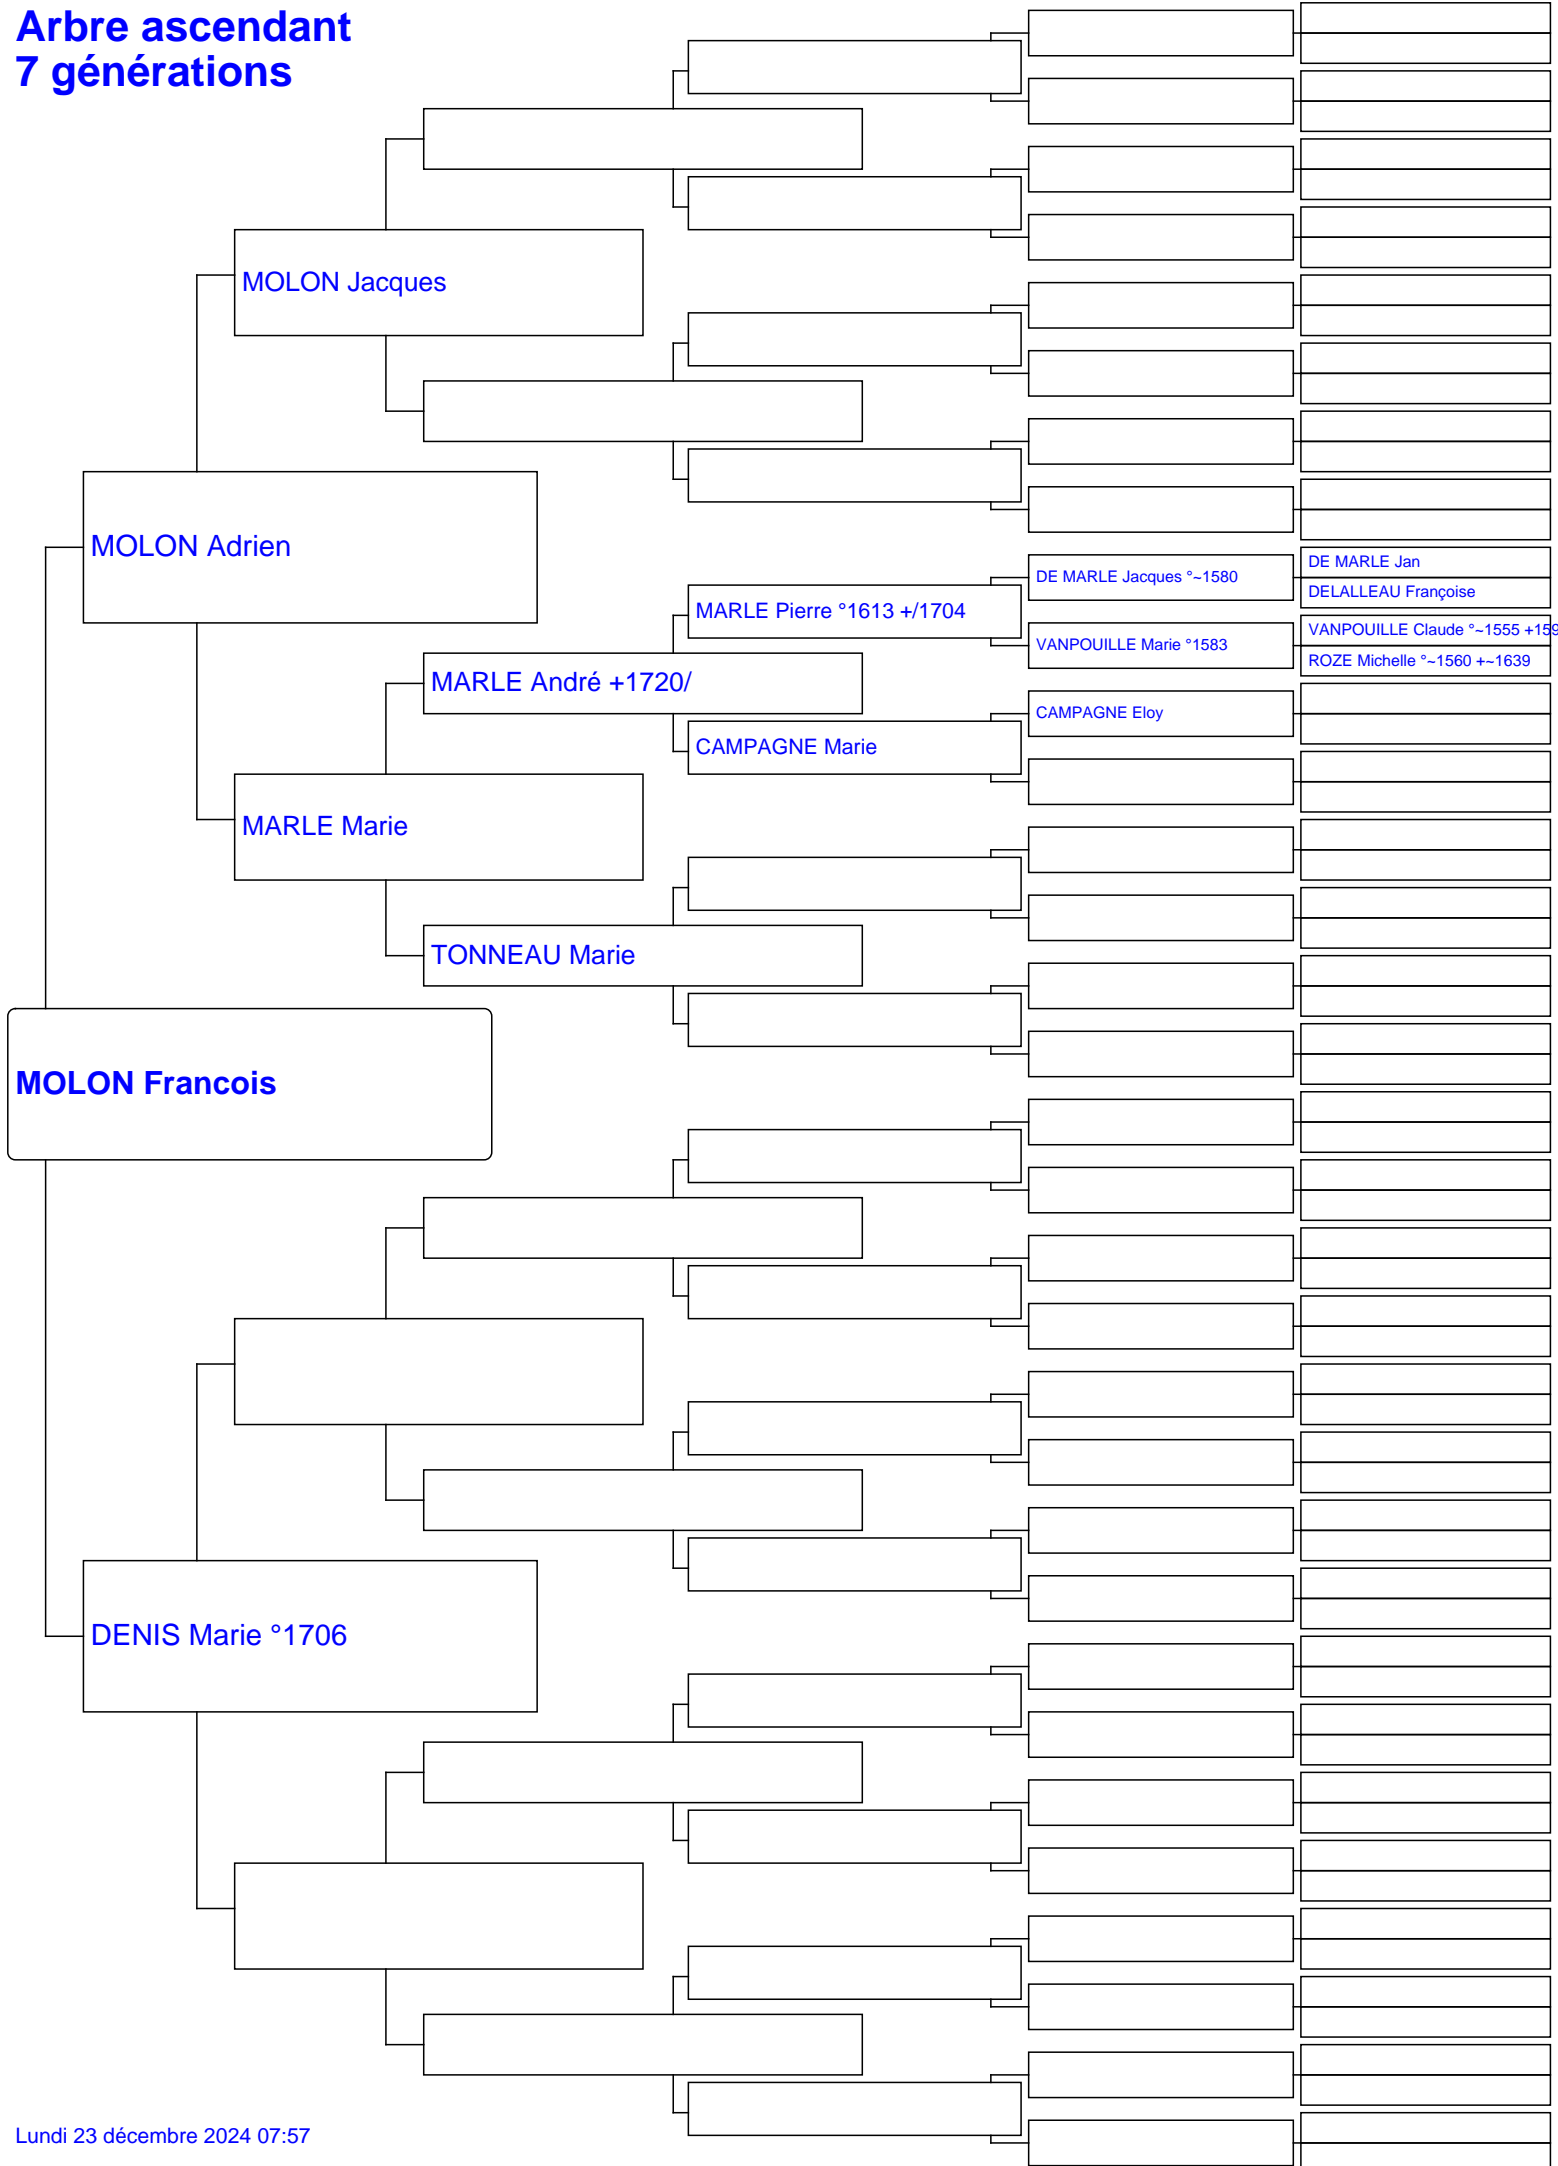 Arbre ascendant
7 générations
MOLON Jacques
MOLON Adrien
DE MARLE Jan
DE MARLE Jacques °~1580
DELALLEAU Françoise
MARLE Pierre °1613 +/1704
VANPOUILLE Claude °~1555 +159
VANPOUILLE Marie °1583
ROZE Michelle °~1560 +~1639
MARLE André +1720/
CAMPAGNE Eloy
CAMPAGNE Marie
MARLE Marie
TONNEAU Marie
MOLON Francois
DENIS Marie °1706
Lundi 23 décembre 2024 07:57